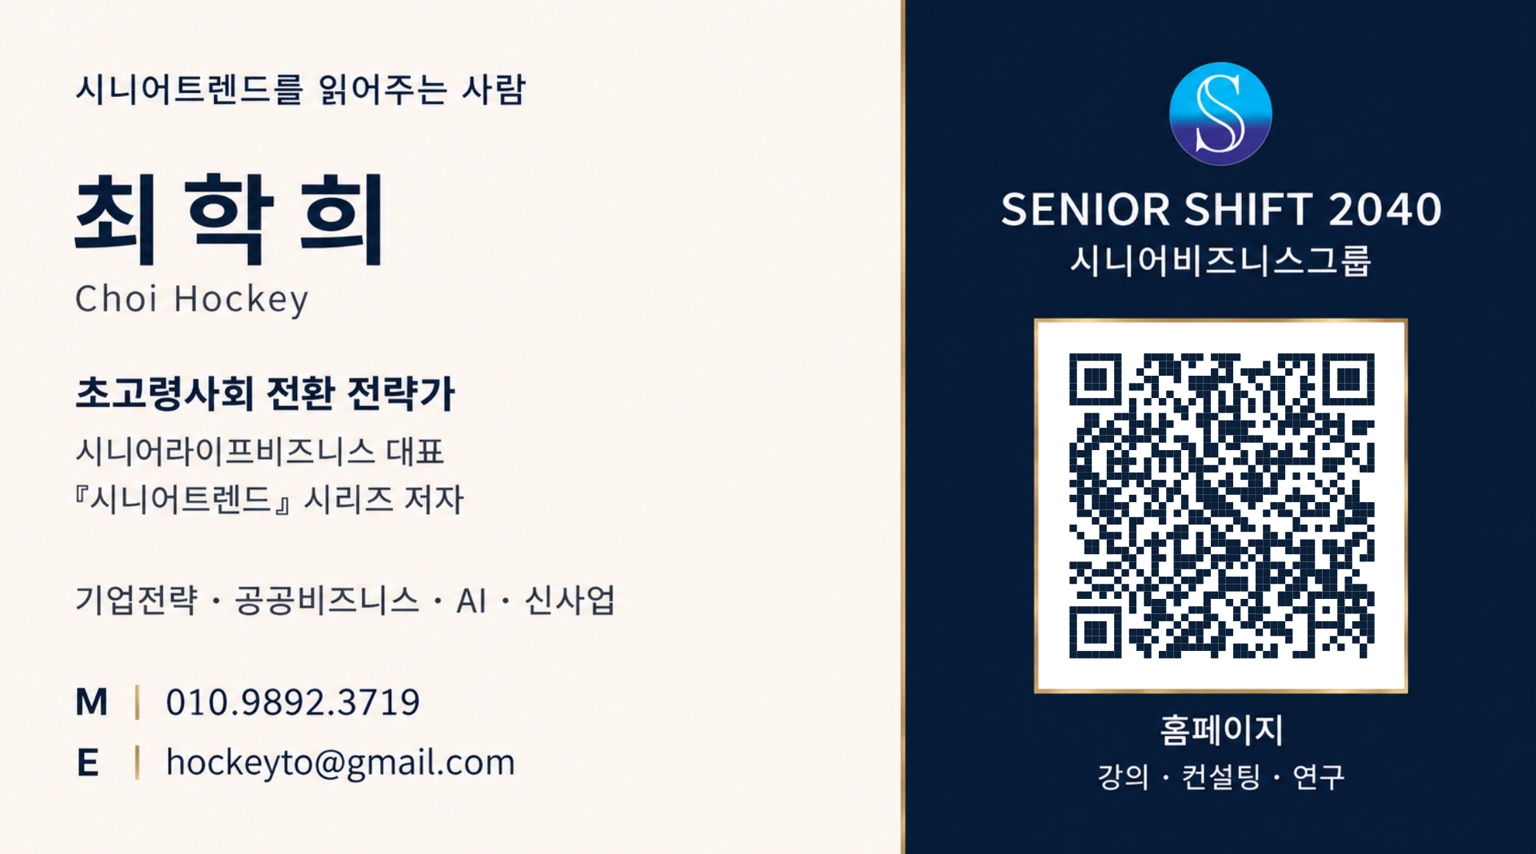 시니어트렌드를 읽어주는 사람
최학희
Choi Hockey
초고령사회 전환 전략가
시니어라이프비즈니스 대표
『시니어트렌드』 시리즈 저자
기업전략 · 공공비즈니스 · AI · 신사업
M | 010.9892.3719
E | hockeyto@gmail.com
S
SENIOR SHIFT 2040
시니어비즈니스그룹
홈페이지
강의 · 컨설팅 · 연구